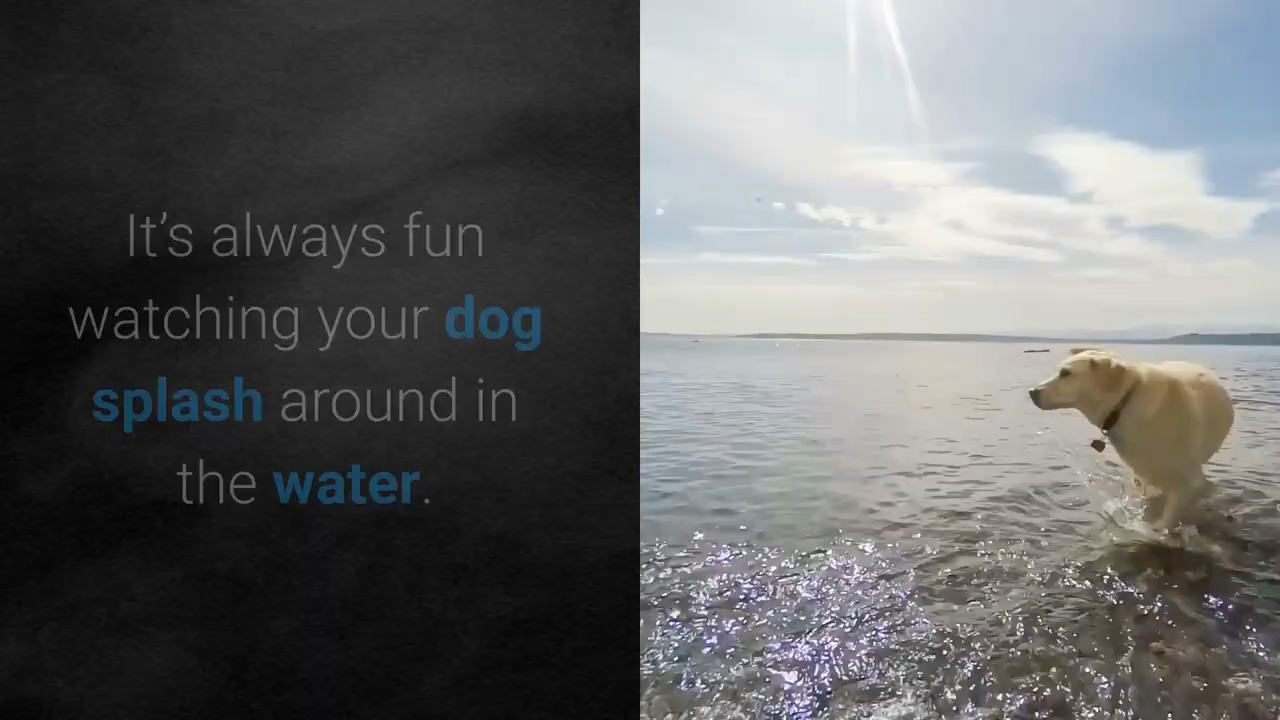 It’s always fun
watching your dog
splash around in
the water.